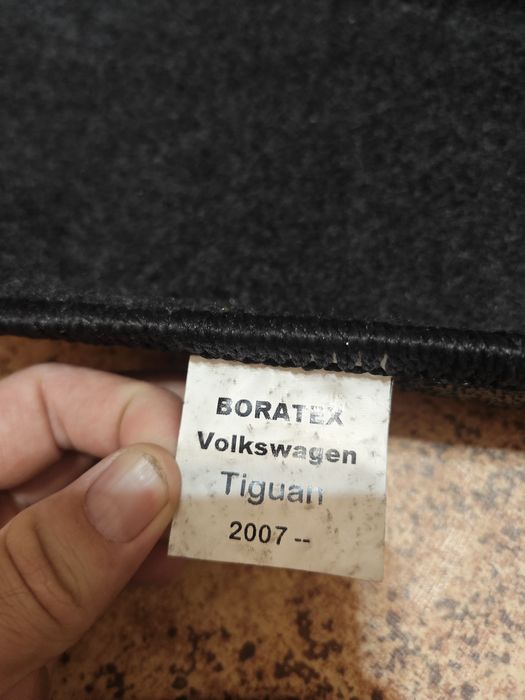 BORATEX
Volkswagen
Tiguan
2007 --